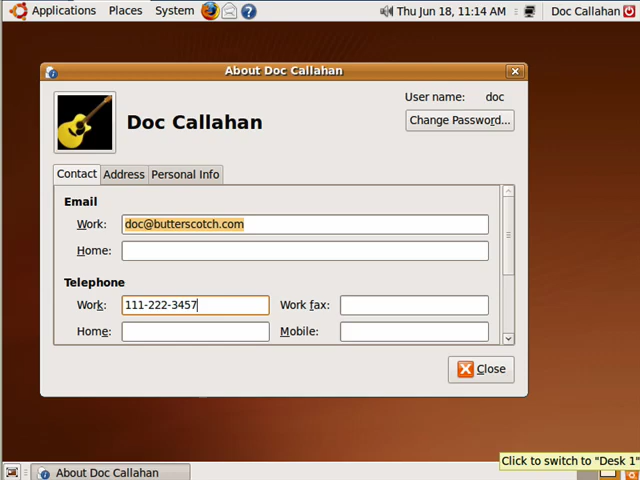 Applications Places System Thu Jun 18, 11:14 AM Doc Callahan
About Doc Callahan
User name: doc
Doc Callahan
Change Password...
Contact Address Personal Info
Email
Work: doc@butterscotch.com
Home:
Telephone
Work: 111-222-3457 Work fax:
Home: Mobile:
Close
Click to switch to "Desk 1"
About Doc Callahan